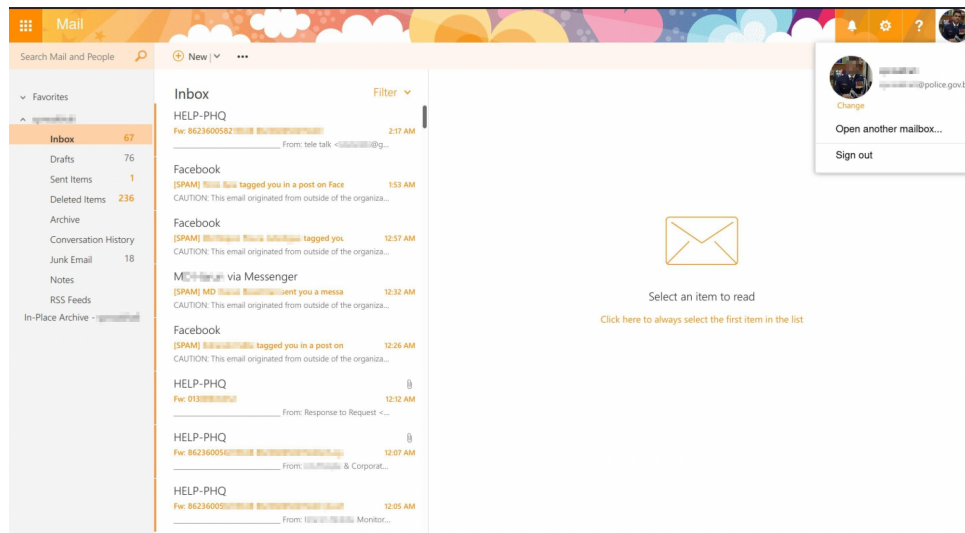 Mail
Search Mail and People
New
Favorites
Inbox 67
Drafts 76
Sent Items 1
Deleted Items 236
Archive
Conversation History
Junk Email 18
Notes
RSS Feeds
In-Place Archive -
Inbox
Filter
HELP-PHQ
Fw: 8623600582 2:17 AM
From: tele talk < @g...
Facebook
[SPAM] tagged you in a post on Face 1:53 AM
CAUTION: This email originated from outside of the organiza...
Facebook
[SPAM] tagged you. 12:57 AM
CAUTION: This email originated from outside of the organiza...
via Messenger
[SPAM] MD sent you a messa 12:32 AM
CAUTION: This email originated from outside of the organiza...
Facebook
[SPAM] tagged you in a post on 12:26 AM
CAUTION: This email originated from outside of the organiza...
HELP-PHQ
Fw: 013 12:12 AM
From: Response to Request <...
HELP-PHQ
Fw: 86236005 12:07 AM
From: & Corporat...
HELP-PHQ
Fw: 86236005 12:05 AM
From: Monitor...
Select an item to read
Click here to always select the first item in the list
?
@police.gov.b
Change
Open another mailbox...
Sign out